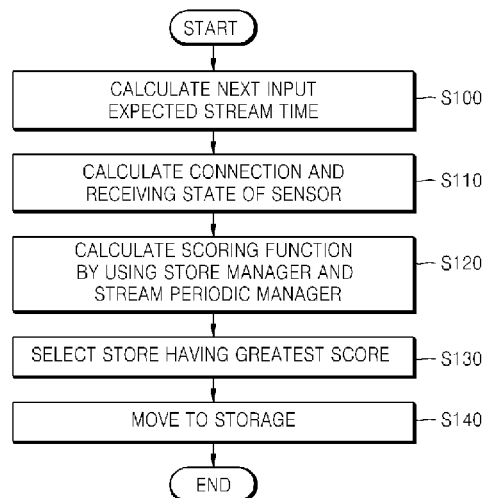 START
CALCULATE NEXT INPUT
EXPECTED STREAM TIME
S100
CALCULATE CONNECTION AND
RECEIVING STATE OF SENSOR
S110
CALCULATE SCORING FUNCTION
BY USING STORE MANAGER AND
STREAM PERIODIC MANAGER
S120
SELECT STORE HAVING GREATEST SCORE
S130
MOVE TO STORAGE
S140
END